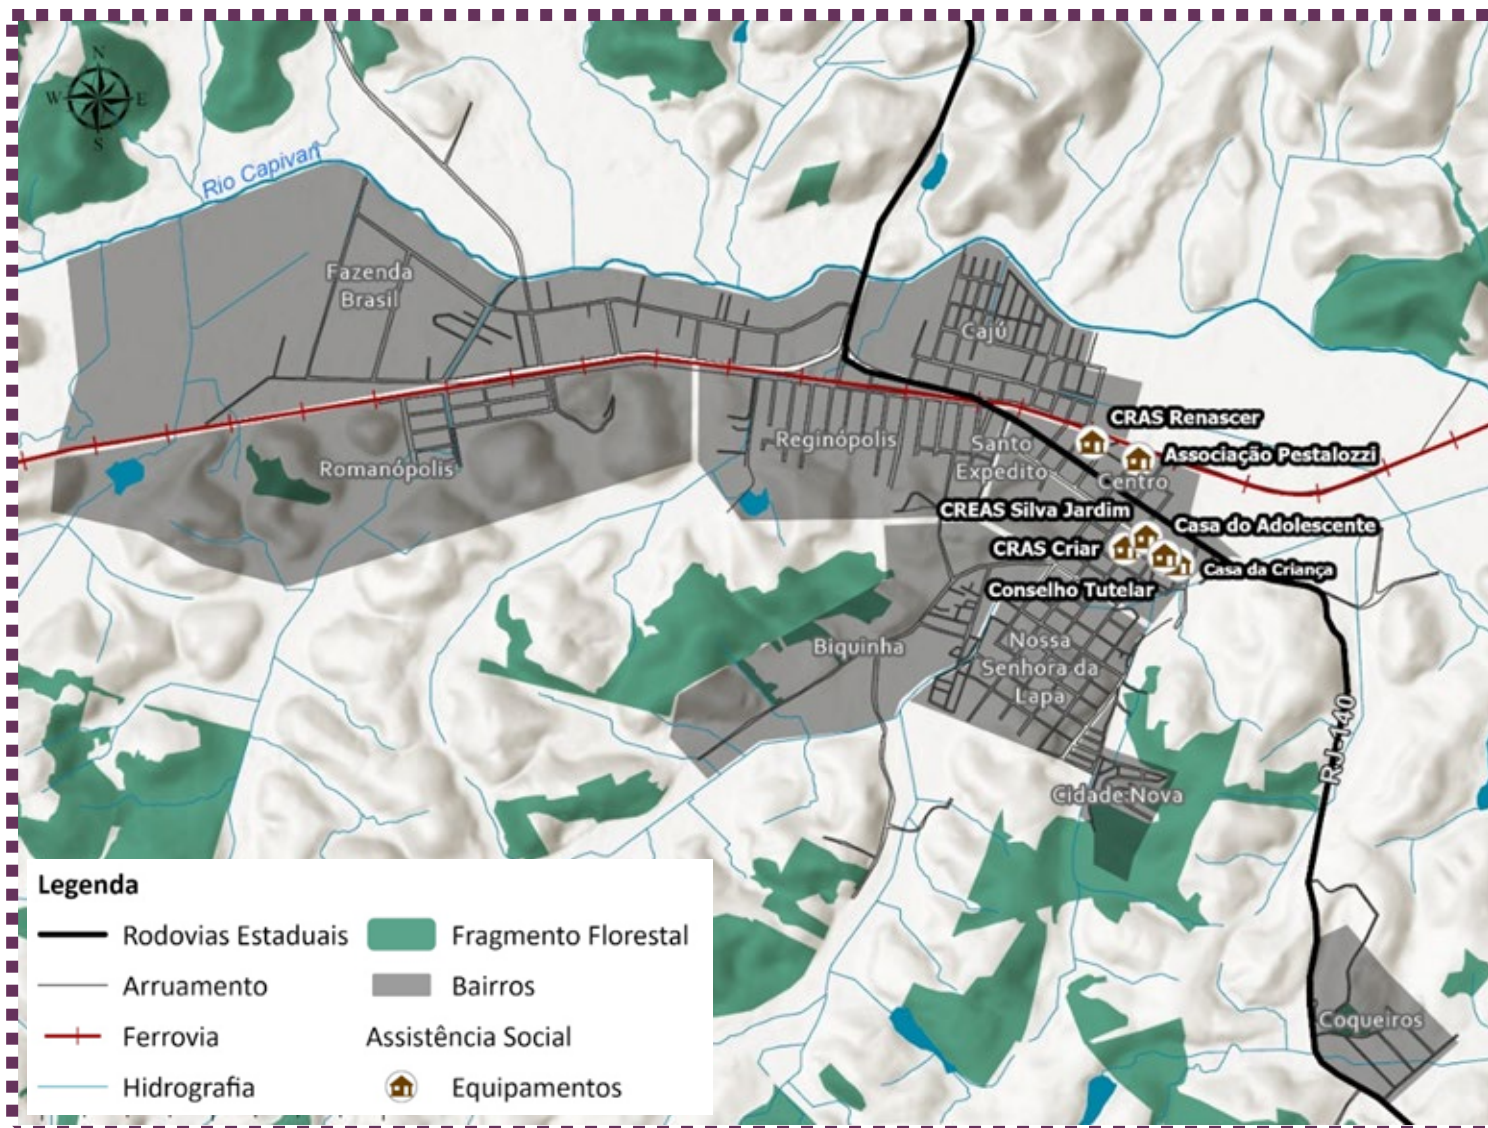 N
W E
S
Rio Capivari
Fazenda
Brasil
Cajú
CRAS Renascer
Reginópolis
Santo
Expedito
Associação Pestalozzi
Romanópolis
Centro
CREAS Silva Jardim
Casa do Adolescente
CRAS Criar
Casa da Criança
Conselho Tutelar
Biquinha
Nossa
Senhora da
Lapa
RJ-140
Cidade Nova
Coqueiros
Legenda
Rodovias Estaduais
Fragmento Florestal
Arruamento
Bairros
Ferrovia
Assistência Social
Hidrografia
Equipamentos